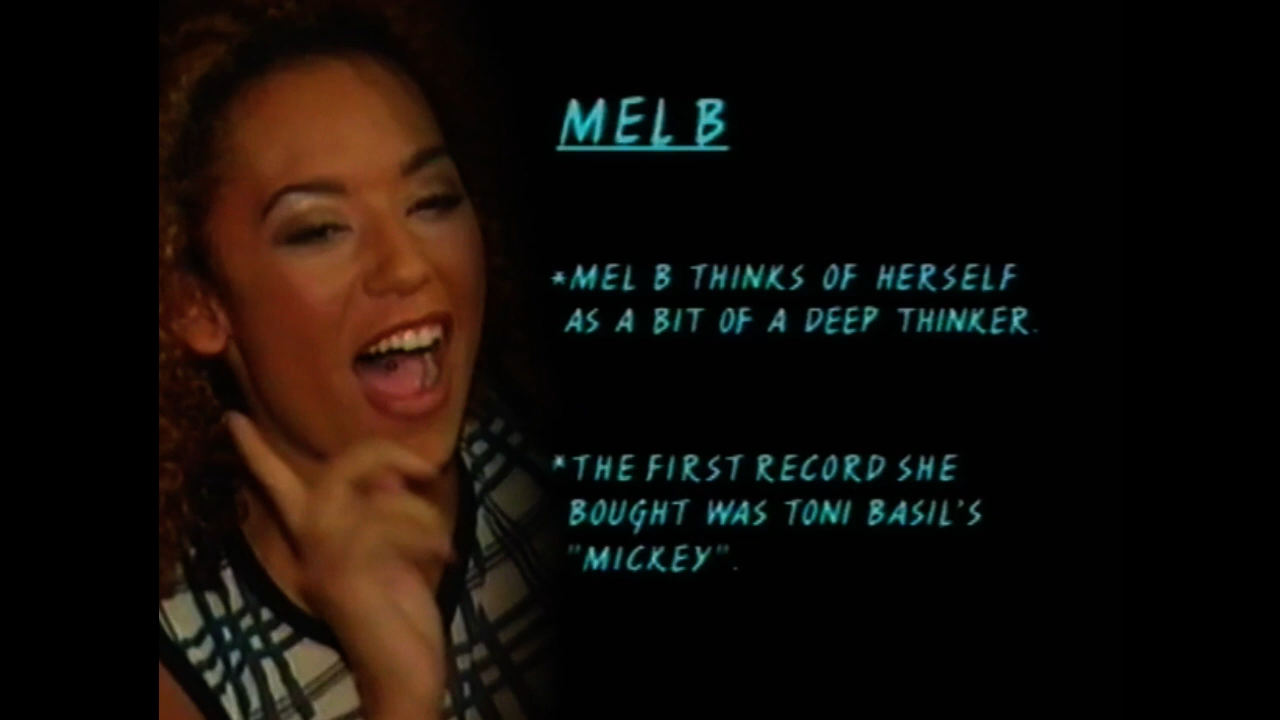 MEL B
*MEL B THINKS OF HERSELF
AS A BIT OF A DEEP THINKER.
*THE FIRST RECORD SHE
BOUGHT WAS TONI BASIL'S
"MICKEY".